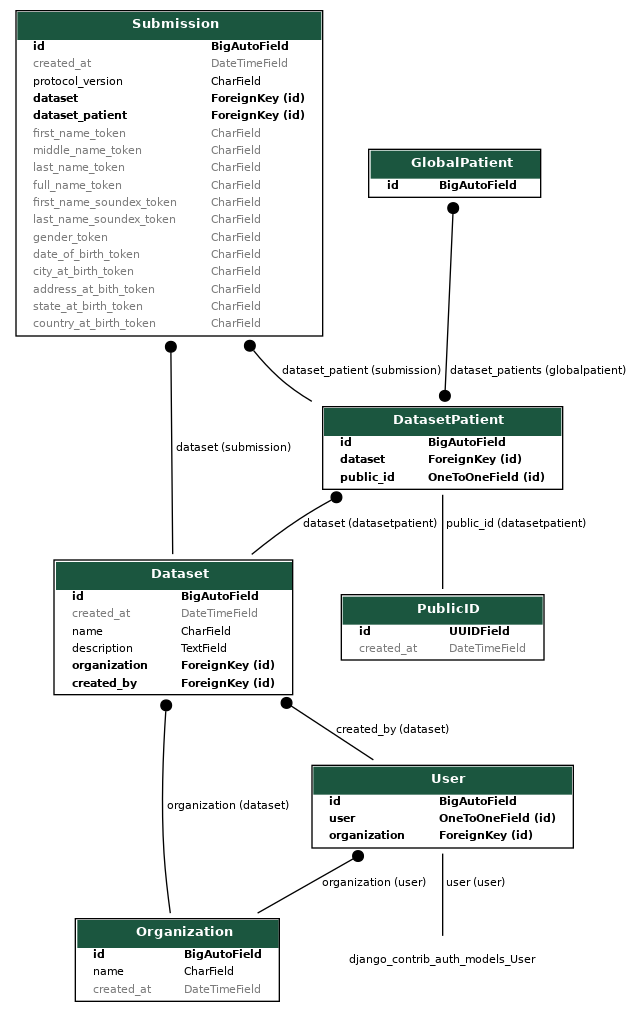 Submission
id BigAutoField
created_at DateTimeField
protocol_version CharField
dataset ForeignKey (id)
dataset_patient ForeignKey (id)
first_name_token CharField
middle_name_token CharField
last_name_token CharField
full_name_token CharField
first_name_soundex_token CharField
last_name_soundex_token CharField
gender_token CharField
date_of_birth_token CharField
city_at_birth_token CharField
address_at_bith_token CharField
state_at_birth_token CharField
country_at_birth_token CharField
GlobalPatient
id BigAutoField
dataset_patient (submission)
dataset_patients (globalpatient)
dataset (submission)
DatasetPatient
id BigAutoField
dataset ForeignKey (id)
public_id OneToOneField (id)
dataset (datasetpatient)
public_id (datasetpatient)
Dataset
id BigAutoField
created_at DateTimeField
name CharField
description TextField
organization ForeignKey (id)
created_by ForeignKey (id)
PublicID
id UUIDField
created_at DateTimeField
created_by (dataset)
organization (dataset)
User
id BigAutoField
user OneToOneField (id)
organization ForeignKey (id)
organization (user)
user (user)
Organization
id BigAutoField
name CharField
created_at DateTimeField
django_contrib_auth_models_User